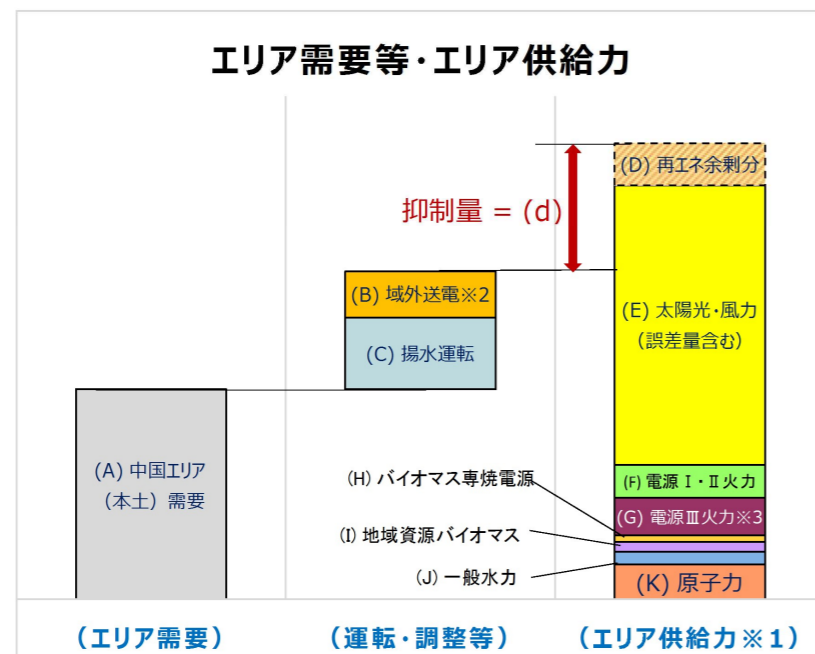 エリア需要等・エリア供給力
(D) 再エネ余剰分
抑制量 = (d)
(B) 域外送電※2
(C) 揚水運転
(E) 太陽光・風力
(誤差量含む)
(A) 中国エリア
(本土) 需要
(H) バイオマス専焼電源
(F) 電源Ⅰ・Ⅱ火力
(G) 電源Ⅲ火力※3
(I) 地域資源バイオマス
(J) 一般水力
(K) 原子力
(エリア需要)
(運転・調整等)
(エリア供給力※1)